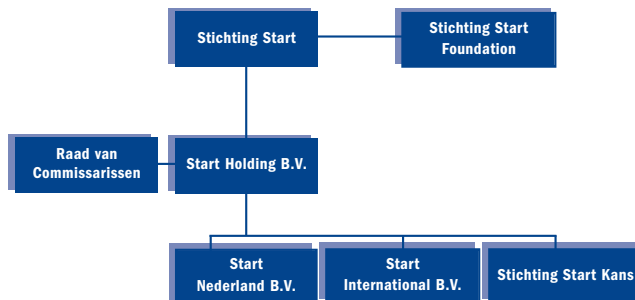 Stichting Start
Stichting Start
Foundation
Raad van
Commissarissen
Start Holding B.V.
Start
Nederland B.V.
Start
International B.V.
Stichting Start Kans